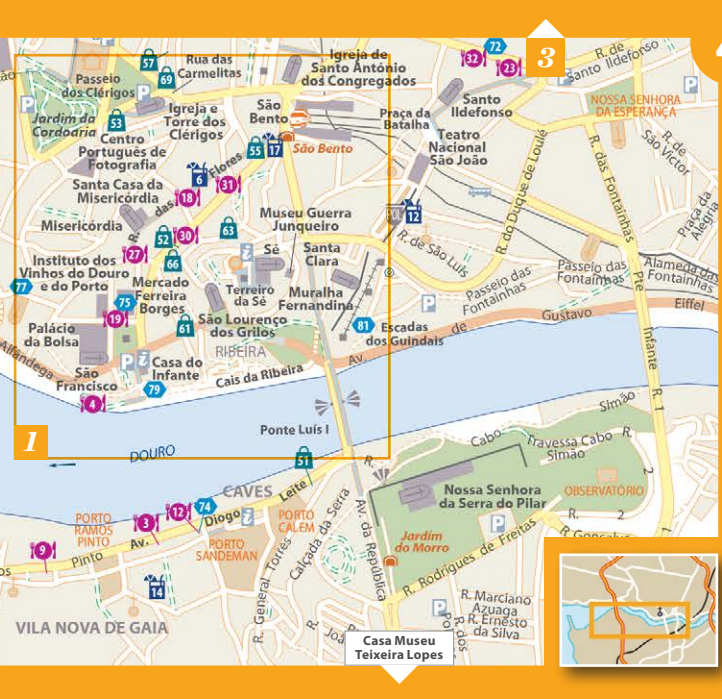 3
57
Rua das
Carmelitas
69
Passeio
dos Clérigos
P
Jardim da
Cordoaria
53
Igreja e
Torre dos
Clérigos
Centro
Português de
Fotografia
Igreja de
Santo António
dos Congregados
São
Bento
São Bento
55
17
6
18
31
R. das Flores
Praça da
Batalha
32
72
23
R. de
Santo Ildefonso
Santo
Ildefonso
NOSSA SENHORA
DA ESPERANÇA
P
Teatro
Nacional
São João
POL
12
R. do Duque de Loulé
R. das Fontainhas
R. de
São Victor
Praça da
Alegria
Santa Casa da
Misericórdia
Misericórdia
52
30
63
27
66
Museu Guerra
Junqueiro
i
Sé
Santa
Clara
Terreiro
da Sé
Muralha
Fernandina
R. de São Luís
Passeio das
Fontainhas
Passeio das
Fontainhas
Alameda das
Fontainhas
P
Instituto dos
Vinhos do Douro
e do Porto
77
Mercado
Ferreira
Borges
75
19
61
São Lourenço
dos Grilos
RIBEIRA
81
Escadas
dos Guindais
Av. de Gustavo Eiffel
Pte Infante
Palácio
da Bolsa
Alfândega
P
i
Casa do
Infante
São
Francisco
79
4
Cais da Ribeira
1
Ponte Luís I
DOURO
51
CAVES
R.
Cabo Simão
Travessa Cabo
Simão
R.
R. 1
2
R. 2
Nossa Senhora
da Serra do Pilar
OBSERVATÓRIO
P
Jardim
do Morro
R. Rodrigues de Freitas
R. Gonçalves
9
3
12
74
i
Pinto
Av. Diogo Leite
PORTO
RAMOS
PINTO
PORTO
SANDEMAN
PORTO
CALEM
14
R. General Torres
Calçada da Serra
Av. da República
VILA NOVA DE GAIA
Casa Museu
Teixeira Lopes
P
R. Marciano
Azuaga
R. Ernesto
da Silva